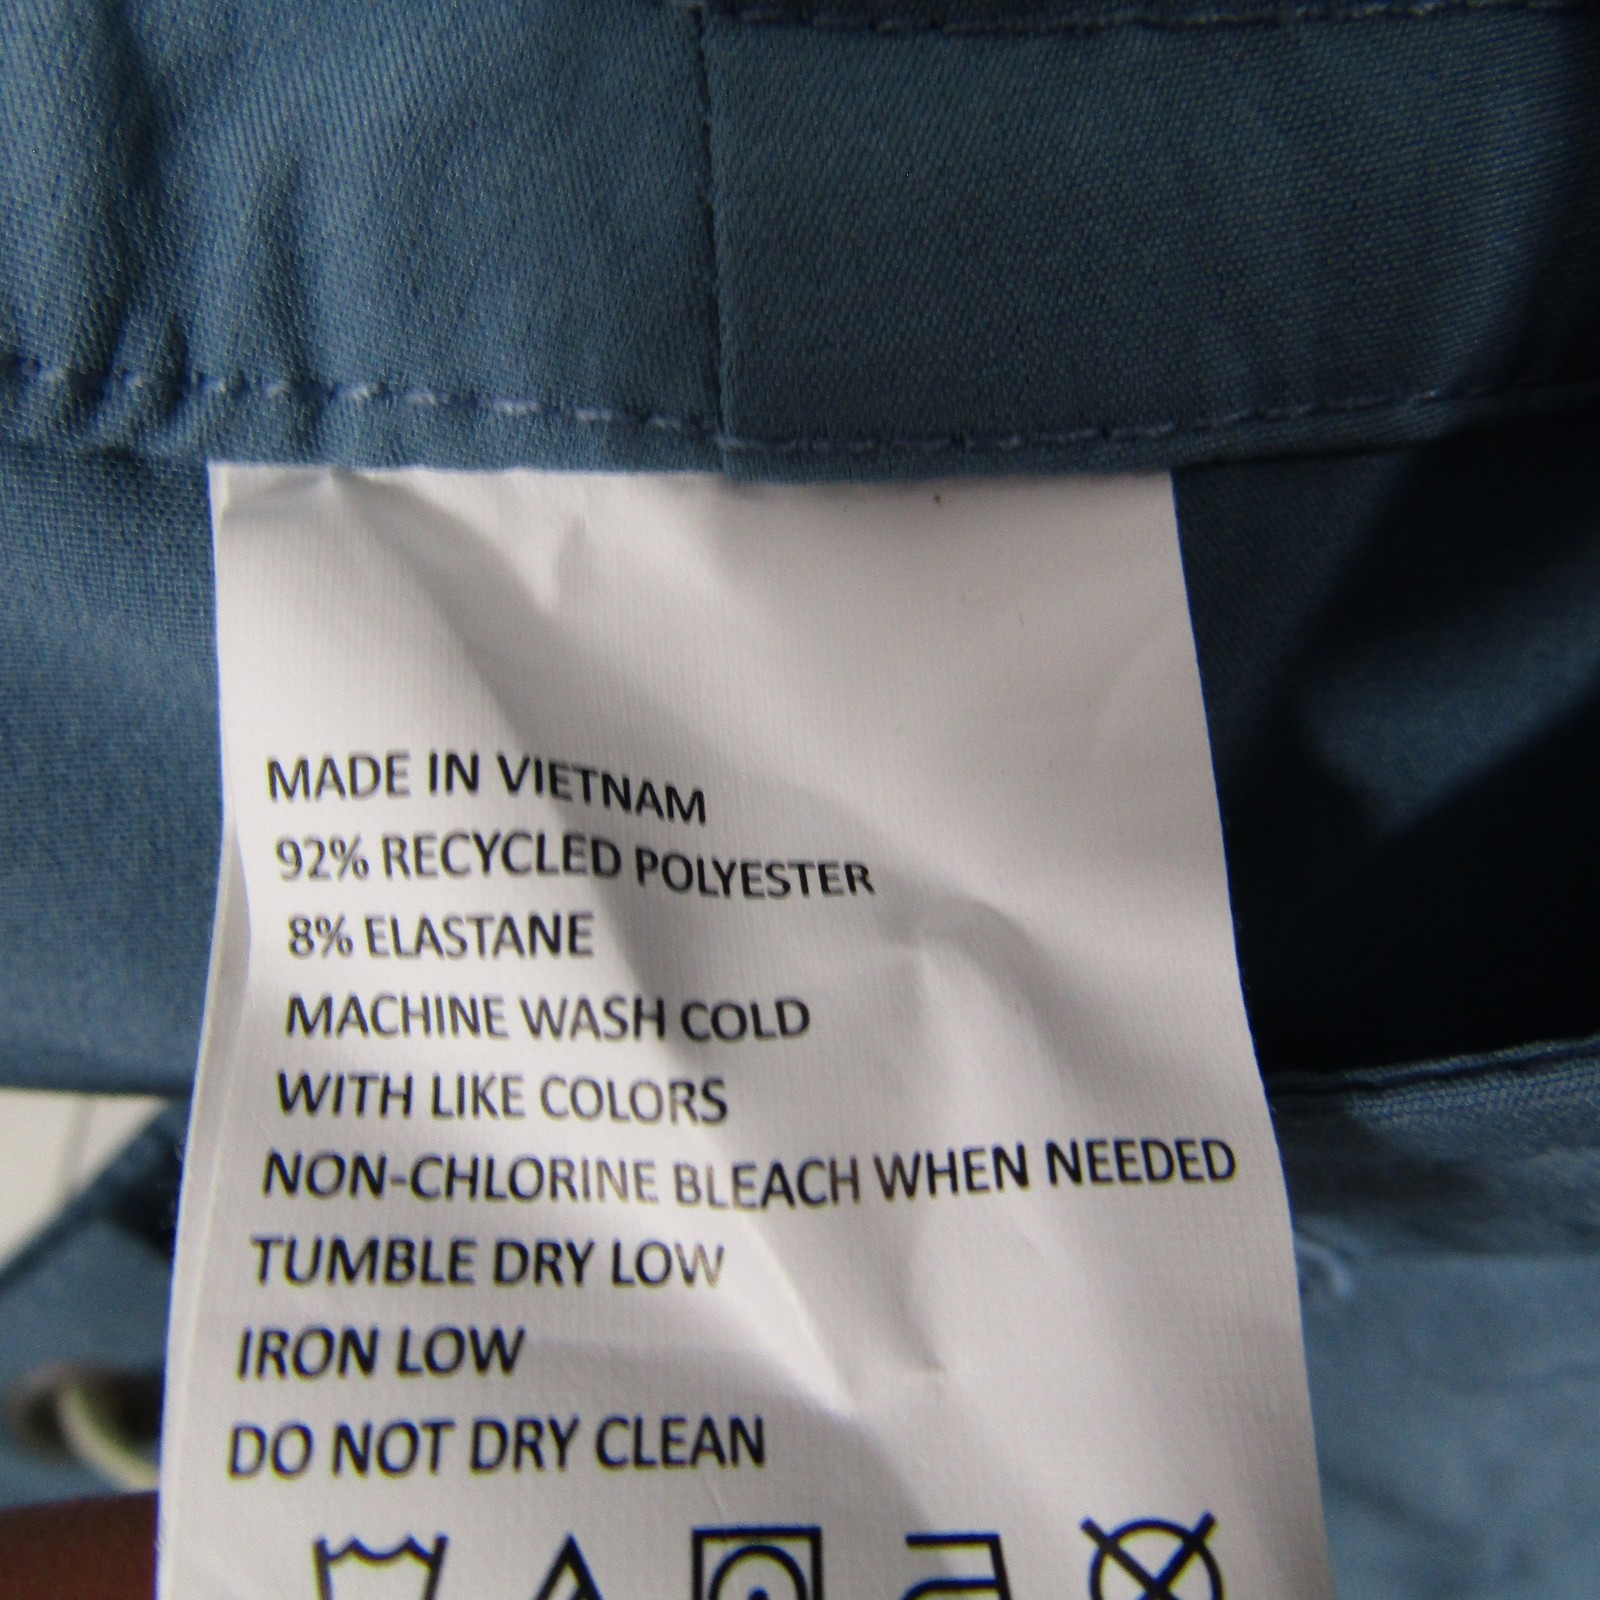 MADE IN VIETNAM
92% RECYCLED POLYESTER
8% ELASTANE
MACHINE WASH COLD
WITH LIKE COLORS
NON-CHLORINE BLEACH WHEN NEEDED
TUMBLE DRY LOW
IRON LOW
DO NOT DRY CLEAN